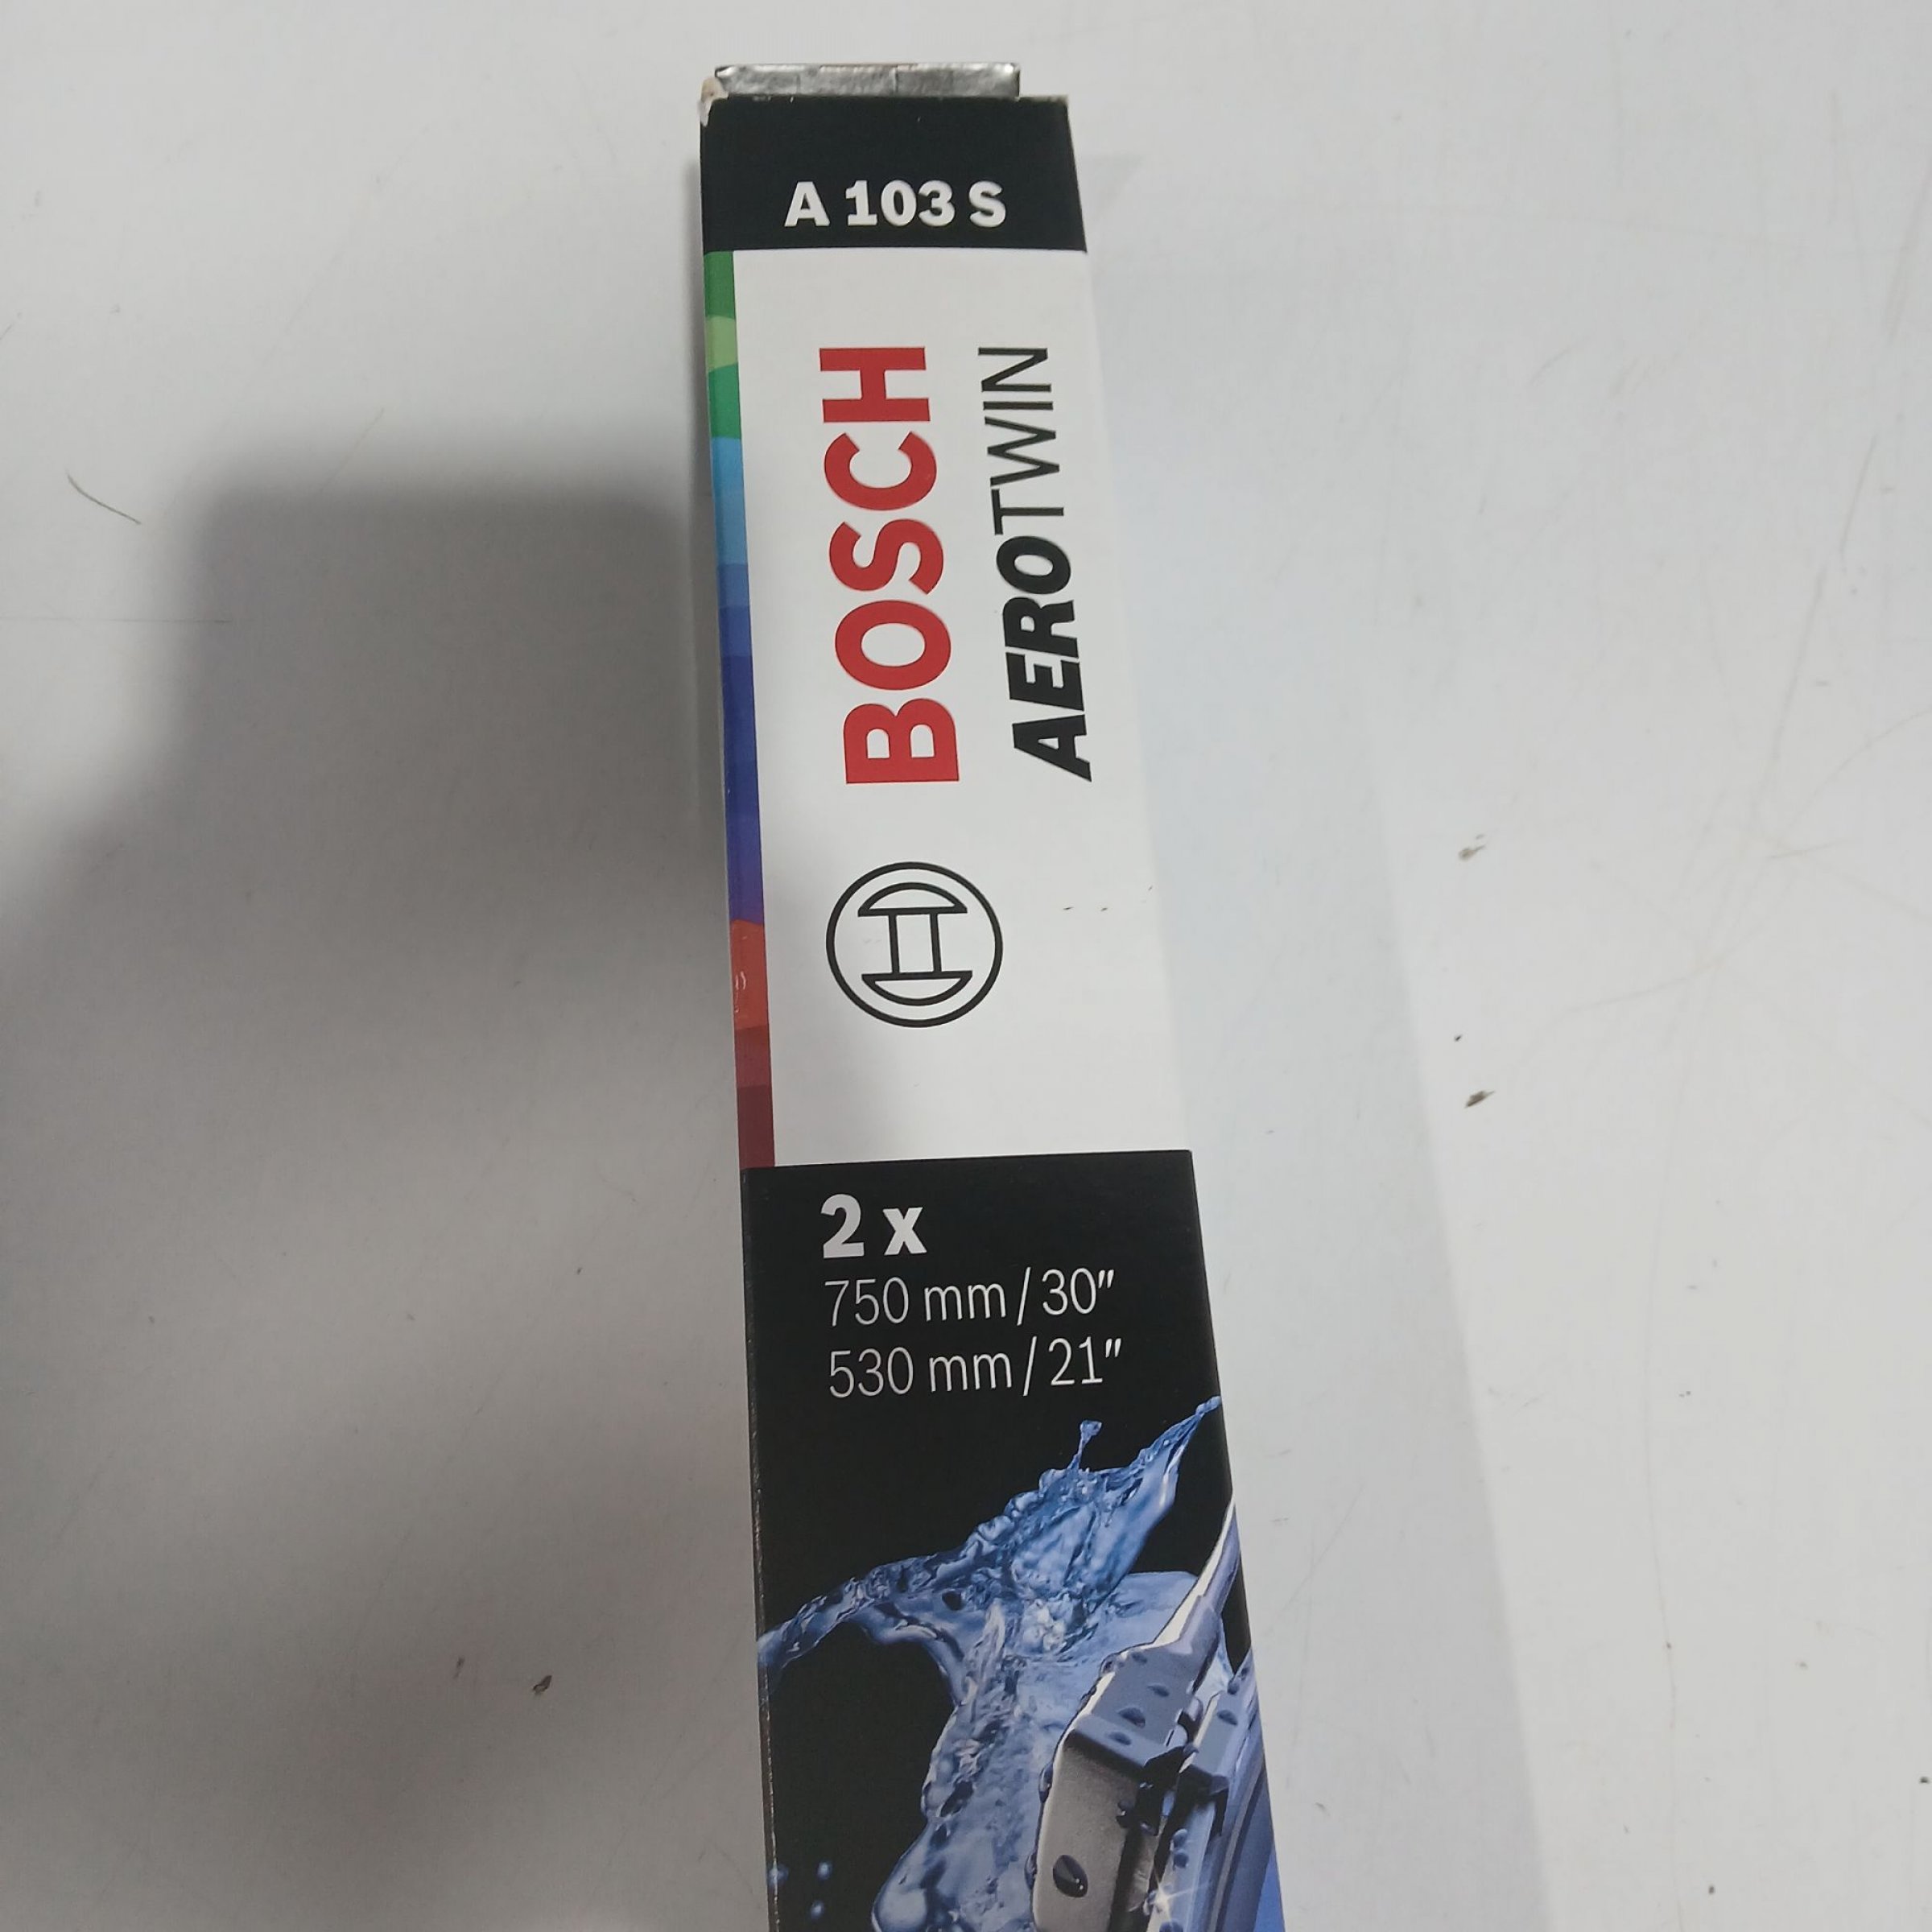 A 103 S
BOSCH
AEROTWIN
2 x
750 mm / 30"
530 mm / 21"